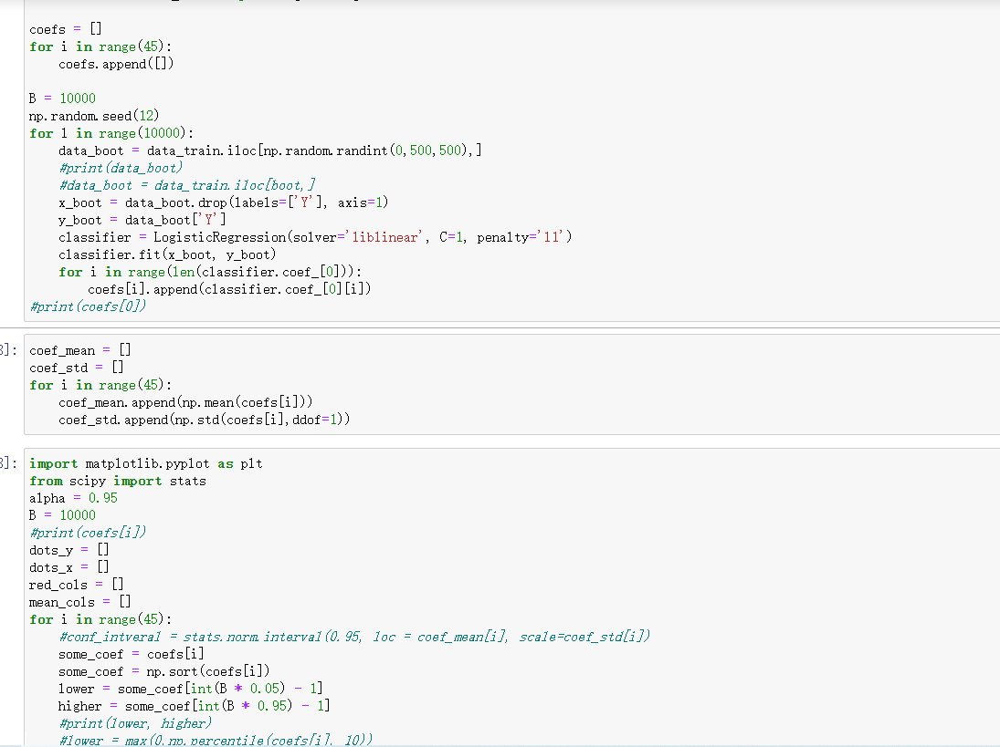 coefs = []
for i in range(45):
    coefs.append([])
B = 10000
np.random.seed(12)
for l in range(10000):
    data_boot = data_train.iloc[np.random.randint(0,500,500),]
    #print(data_boot)
    #data_boot = data_train.iloc[boot,]
    x_boot = data_boot.drop(labels=['Y'], axis=1)
    y_boot = data_boot['Y']
    classifier = LogisticRegression(solver='liblinear', C=1, penalty='l1')
    classifier.fit(x_boot, y_boot)
    for i in range(len(classifier.coef_[0])):
        coefs[i].append(classifier.coef_[0][i])
#print(coefs[0])
]: coef_mean = []
coef_std = []
for i in range(45):
    coef_mean.append(np.mean(coefs[i]))
    coef_std.append(np.std(coefs[i],ddof=1))
]: import matplotlib.pyplot as plt
from scipy import stats
alpha = 0.95
B = 10000
#print(coefs[i])
dots_y = []
dots_x = []
red_cols = []
mean_cols = []
for i in range(45):
    #conf_intveral = stats.norm.interval(0.95, loc = coef_mean[i], scale=coef_std[i])
    some_coef = coefs[i]
    some_coef = np.sort(coefs[i])
    lower = some_coef[int(B * 0.05) - 1]
    higher = some_coef[int(B * 0.95) - 1]
    #print(lower, higher)
    #lower = max(0,np.percentile(coefs[i], 10))